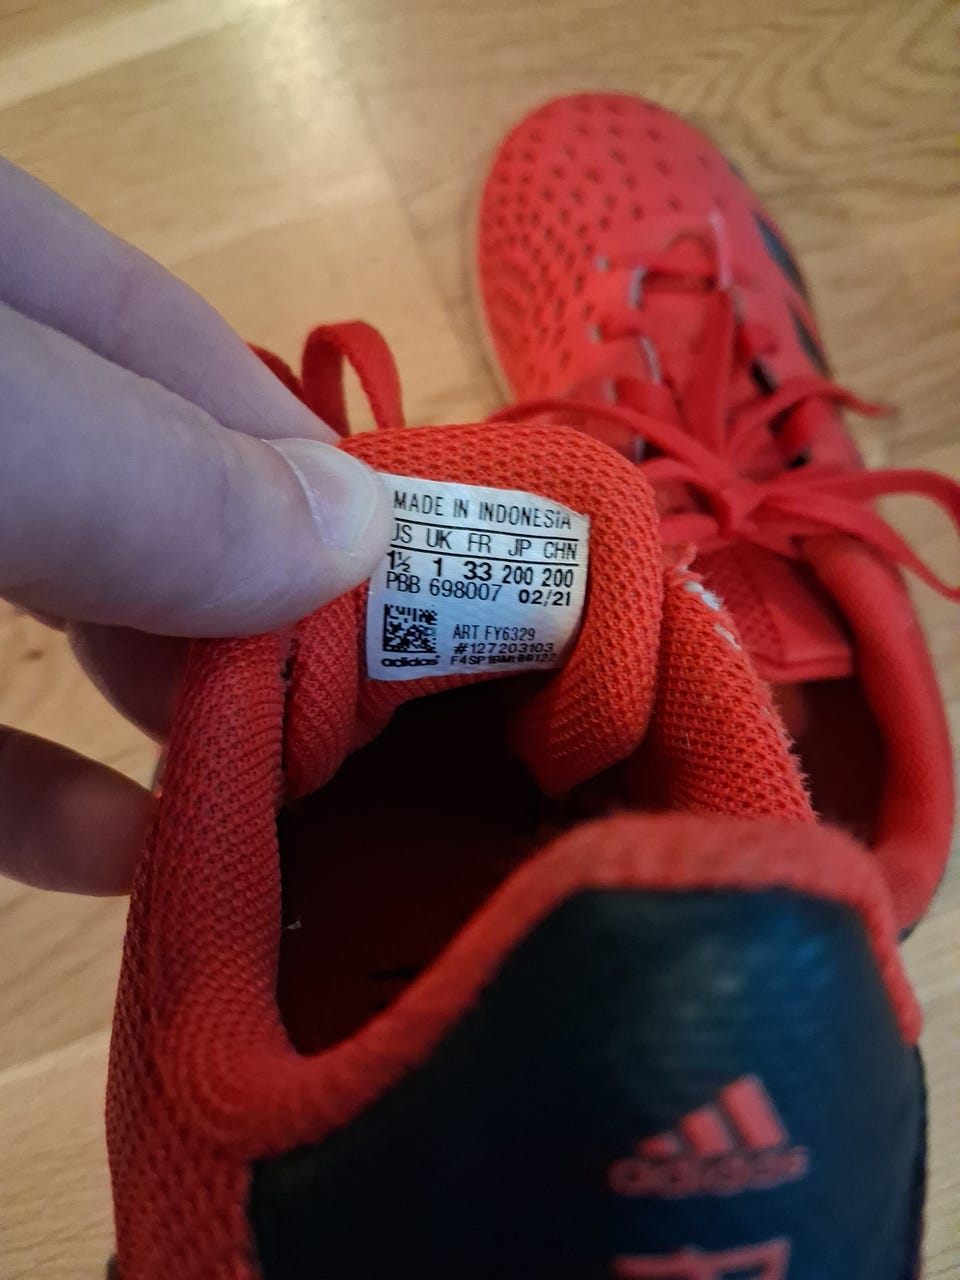 MADE IN INDONESIA
US UK FR JP CHN
1½ 1 33 200 200
PBB 698007 02/21
ART FY6329
#127203103
adidas
adidas